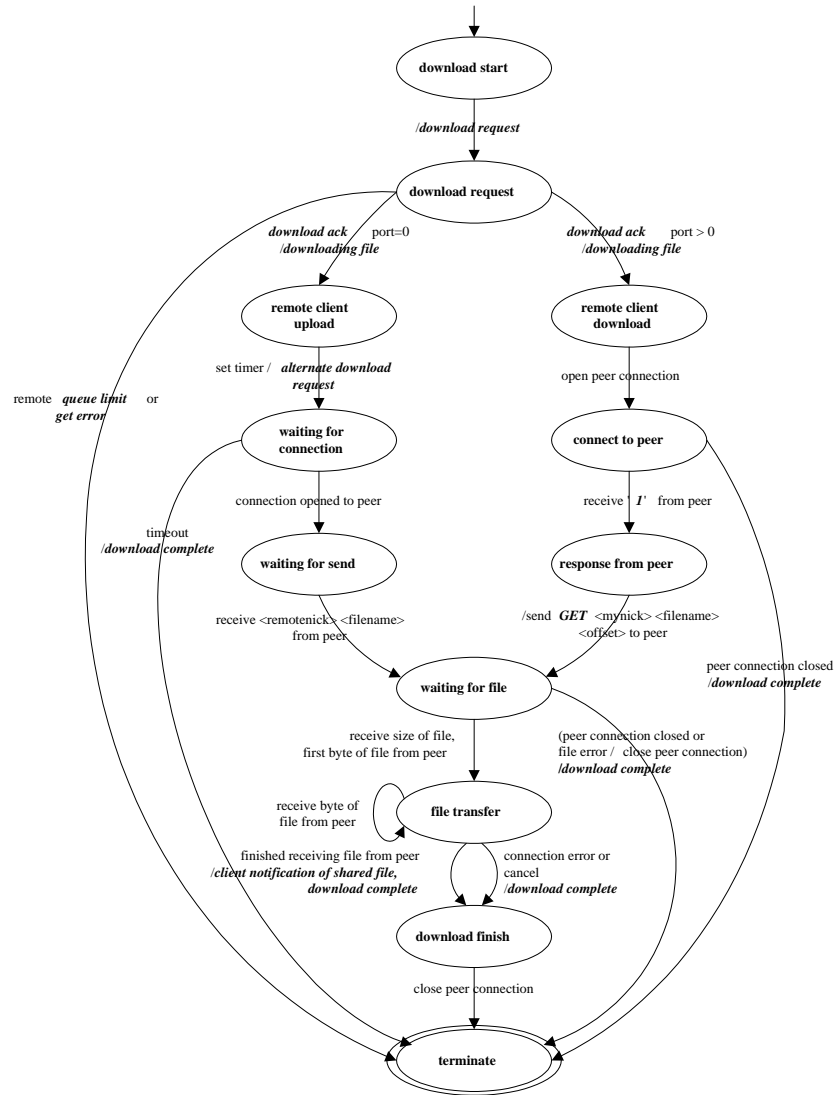 download start
/download request
download request
download ack port=0
/downloading file
download ack port > 0
/downloading file
remote client
upload
remote client
download
set timer / alternate download
request
open peer connection
remote queue limit or
get error
waiting for
connection
connect to peer
connection opened to peer
receive ' 1' from peer
timeout
/download complete
waiting for send
response from peer
receive <remotenick> <filename>
from peer
/send GET <mynick> <filename>
<offset> to peer
peer connection closed
/download complete
waiting for file
receive size of file,
first byte of file from peer
(peer connection closed or
file error / close peer connection)
/download complete
receive byte of
file from peer
file transfer
finished receiving file from peer
/client notification of shared file,
download complete
connection error or
cancel
/download complete
download finish
close peer connection
terminate